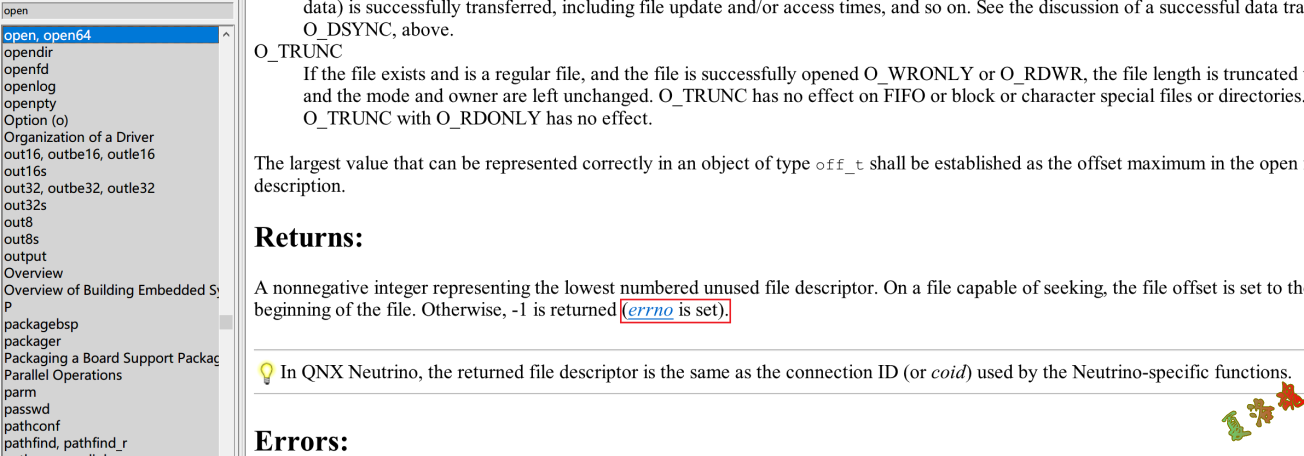 open
open, open64
opendir
openfd
openlog
openpty
Option (o)
Organization of a Driver
out16, outbe16, outle16
out16s
out32, outbe32, outle32
out32s
out8
out8s
output
Overview
Overview of Building Embedded Sy
P
packagebsp
packager
Packaging a Board Support Packag
Parallel Operations
parm
passwd
pathconf
pathfind, pathfind_r
data) is successfully transferred, including file update and/or access times, and so on. See the discussion of a successful data tra
O_DSYNC, above.
O_TRUNC
If the file exists and is a regular file, and the file is successfully opened O_WRONLY or O_RDWR, the file length is truncated
and the mode and owner are left unchanged. O_TRUNC has no effect on FIFO or block or character special files or directories.
O_TRUNC with O_RDONLY has no effect.
The largest value that can be represented correctly in an object of type off_t shall be established as the offset maximum in the open
description.
Returns:
A nonnegative integer representing the lowest numbered unused file descriptor. On a file capable of seeking, the file offset is set to the
beginning of the file. Otherwise, -1 is returned (errno is set).
In QNX Neutrino, the returned file descriptor is the same as the connection ID (or coid) used by the Neutrino-specific functions.
Errors: